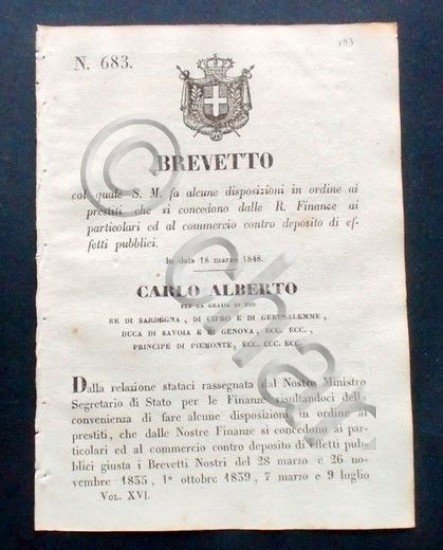 183
N. 683.
BREVETTO
col quale S. M. fa alcune disposizioni in ordine ai
prestiti che si concedono dalle R. Finanze ai
particolari ed al commercio contro deposito di ef-
fetti pubblici.
In data 18 marzo 1848.
CARLO ALBERTO
PER LA GRAZIA DI DIO
RE DI SARDEGNA, DI CIPRO E DI GERUSALEMME,
DUCA DI SAVOIA E DI GENOVA, ECC. ECC.,
PRINCIPE DI PIEMONTE, ECC. ECC. ECC.
Dalla relazione stataci rassegnata dal Nostro Ministro
Segretario di Stato per le Finanze risultandoci della
convenienza di fare alcune disposizioni in ordine ai
prestiti, che dalle Nostre Finanze si concedono ai par-
ticolari ed al commercio contro deposito di effetti pub-
blici giusta i Brevetti Nostri del 28 marzo e 26 no-
vembre 1835, 1° ottobre 1839, 7 marzo e 9 luglio
VOL. XVI.